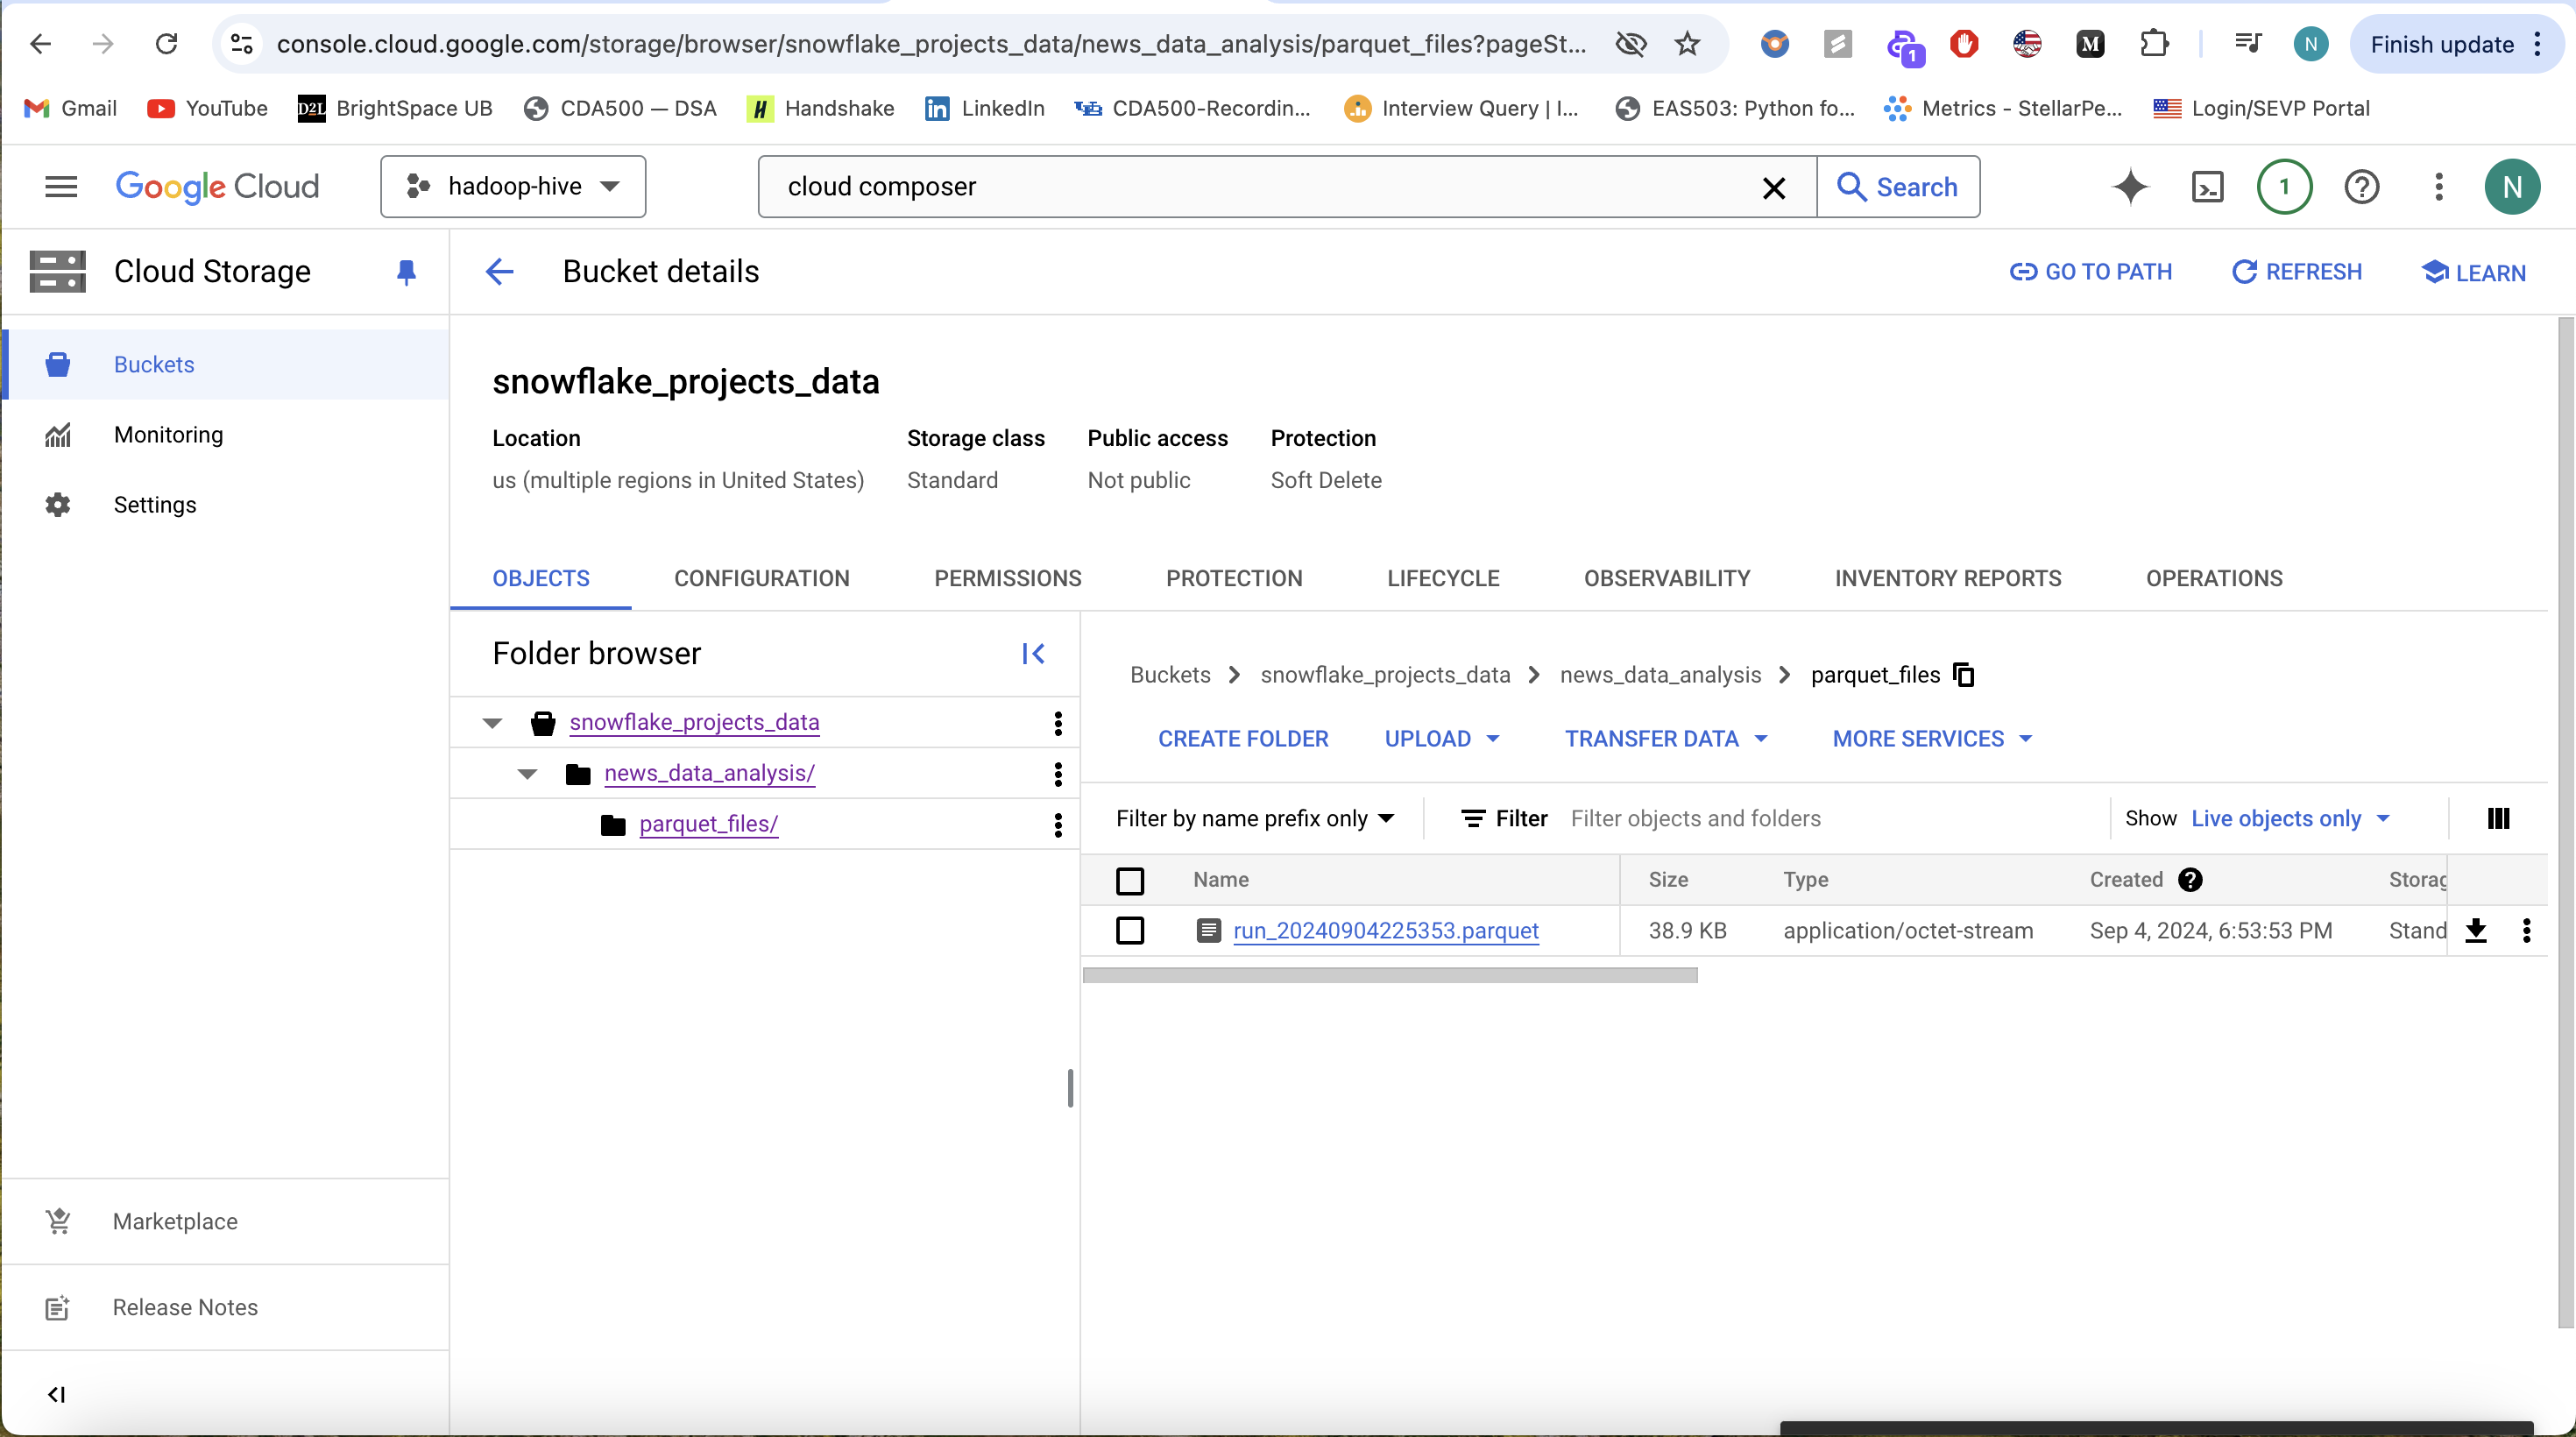 console.cloud.google.com/storage/browser/snowflake_projects_data/news_data_analysis/parquet_files?pageSt...
1
N
Finish update
Gmail
YouTube
D2L BrightSpace UB
CDA500 — DSA
Handshake
LinkedIn
CDA500-Recordin...
Interview Query | I...
EAS503: Python fo...
Metrics - StellarPe...
Login/SEVP Portal
Google Cloud
hadoop-hive
cloud composer
Search
1
N
Cloud Storage
Bucket details
GO TO PATH
REFRESH
LEARN
Buckets
Monitoring
Settings
snowflake_projects_data
Location Storage class Public access Protection
us (multiple regions in United States) Standard Not public Soft Delete
OBJECTS CONFIGURATION PERMISSIONS PROTECTION LIFECYCLE OBSERVABILITY INVENTORY REPORTS OPERATIONS
Folder browser
snowflake_projects_data
news_data_analysis/
parquet_files/
Buckets > snowflake_projects_data > news_data_analysis > parquet_files
CREATE FOLDER UPLOAD TRANSFER DATA MORE SERVICES
Filter by name prefix only Filter Filter objects and folders Show Live objects only
Name Size Type Created Storag
run_20240904225353.parquet 38.9 KB application/octet-stream Sep 4, 2024, 6:53:53 PM Stand
Marketplace
Release Notes